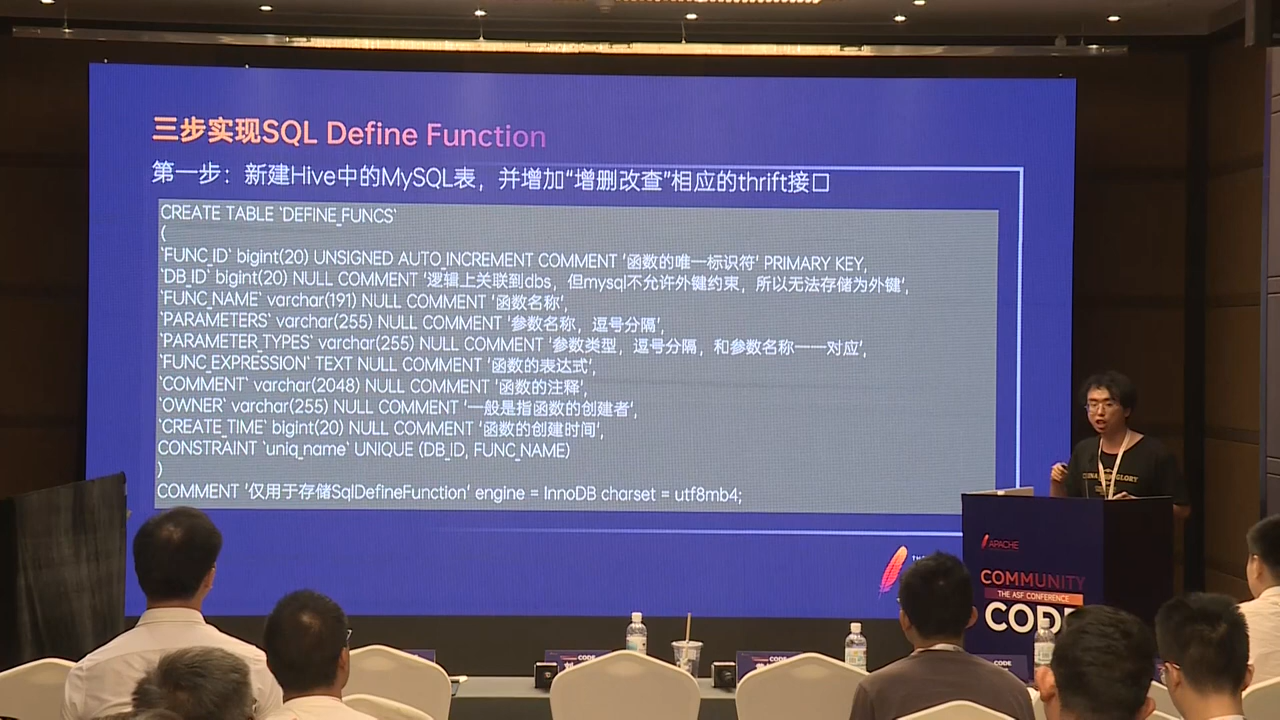 三步实现SQL Define Function
第一步：新建Hive中的MySQL表，并增加“增删改查”相应的thrift接口
CREATE TABLE `DEFINE_FUNCS`
(
`FUNC_ID` bigint(20) UNSIGNED AUTO_INCREMENT COMMENT '函数的唯一标识符' PRIMARY KEY,
`DB_ID` bigint(20) NULL COMMENT '逻辑上关联到dbs，但mysql不允许外键约束，所以无法存储为外键',
`FUNC_NAME` varchar(191) NULL COMMENT '函数名称',
`PARAMETERS` varchar(255) NULL COMMENT '参数名称，逗号分隔',
`PARAMETER_TYPES` varchar(255) NULL COMMENT '参数类型，逗号分隔，和参数名称一一对应',
`FUNC_EXPRESSION` TEXT NULL COMMENT '函数的表达式',
`COMMENT` varchar(2048) NULL COMMENT '函数的注释',
`OWNER` varchar(255) NULL COMMENT '一般是指函数的创建者',
`CREATE_TIME` bigint(20) NULL COMMENT '函数的创建时间',
CONSTRAINT `uniq_name` UNIQUE (DB_ID, FUNC_NAME)
)
COMMENT '仅用于存储SqlDefineFunction' engine = InnoDB charset = utf8mb4;
APACHE
COMMUNITY
THE ASF CONFERENCE
CODE